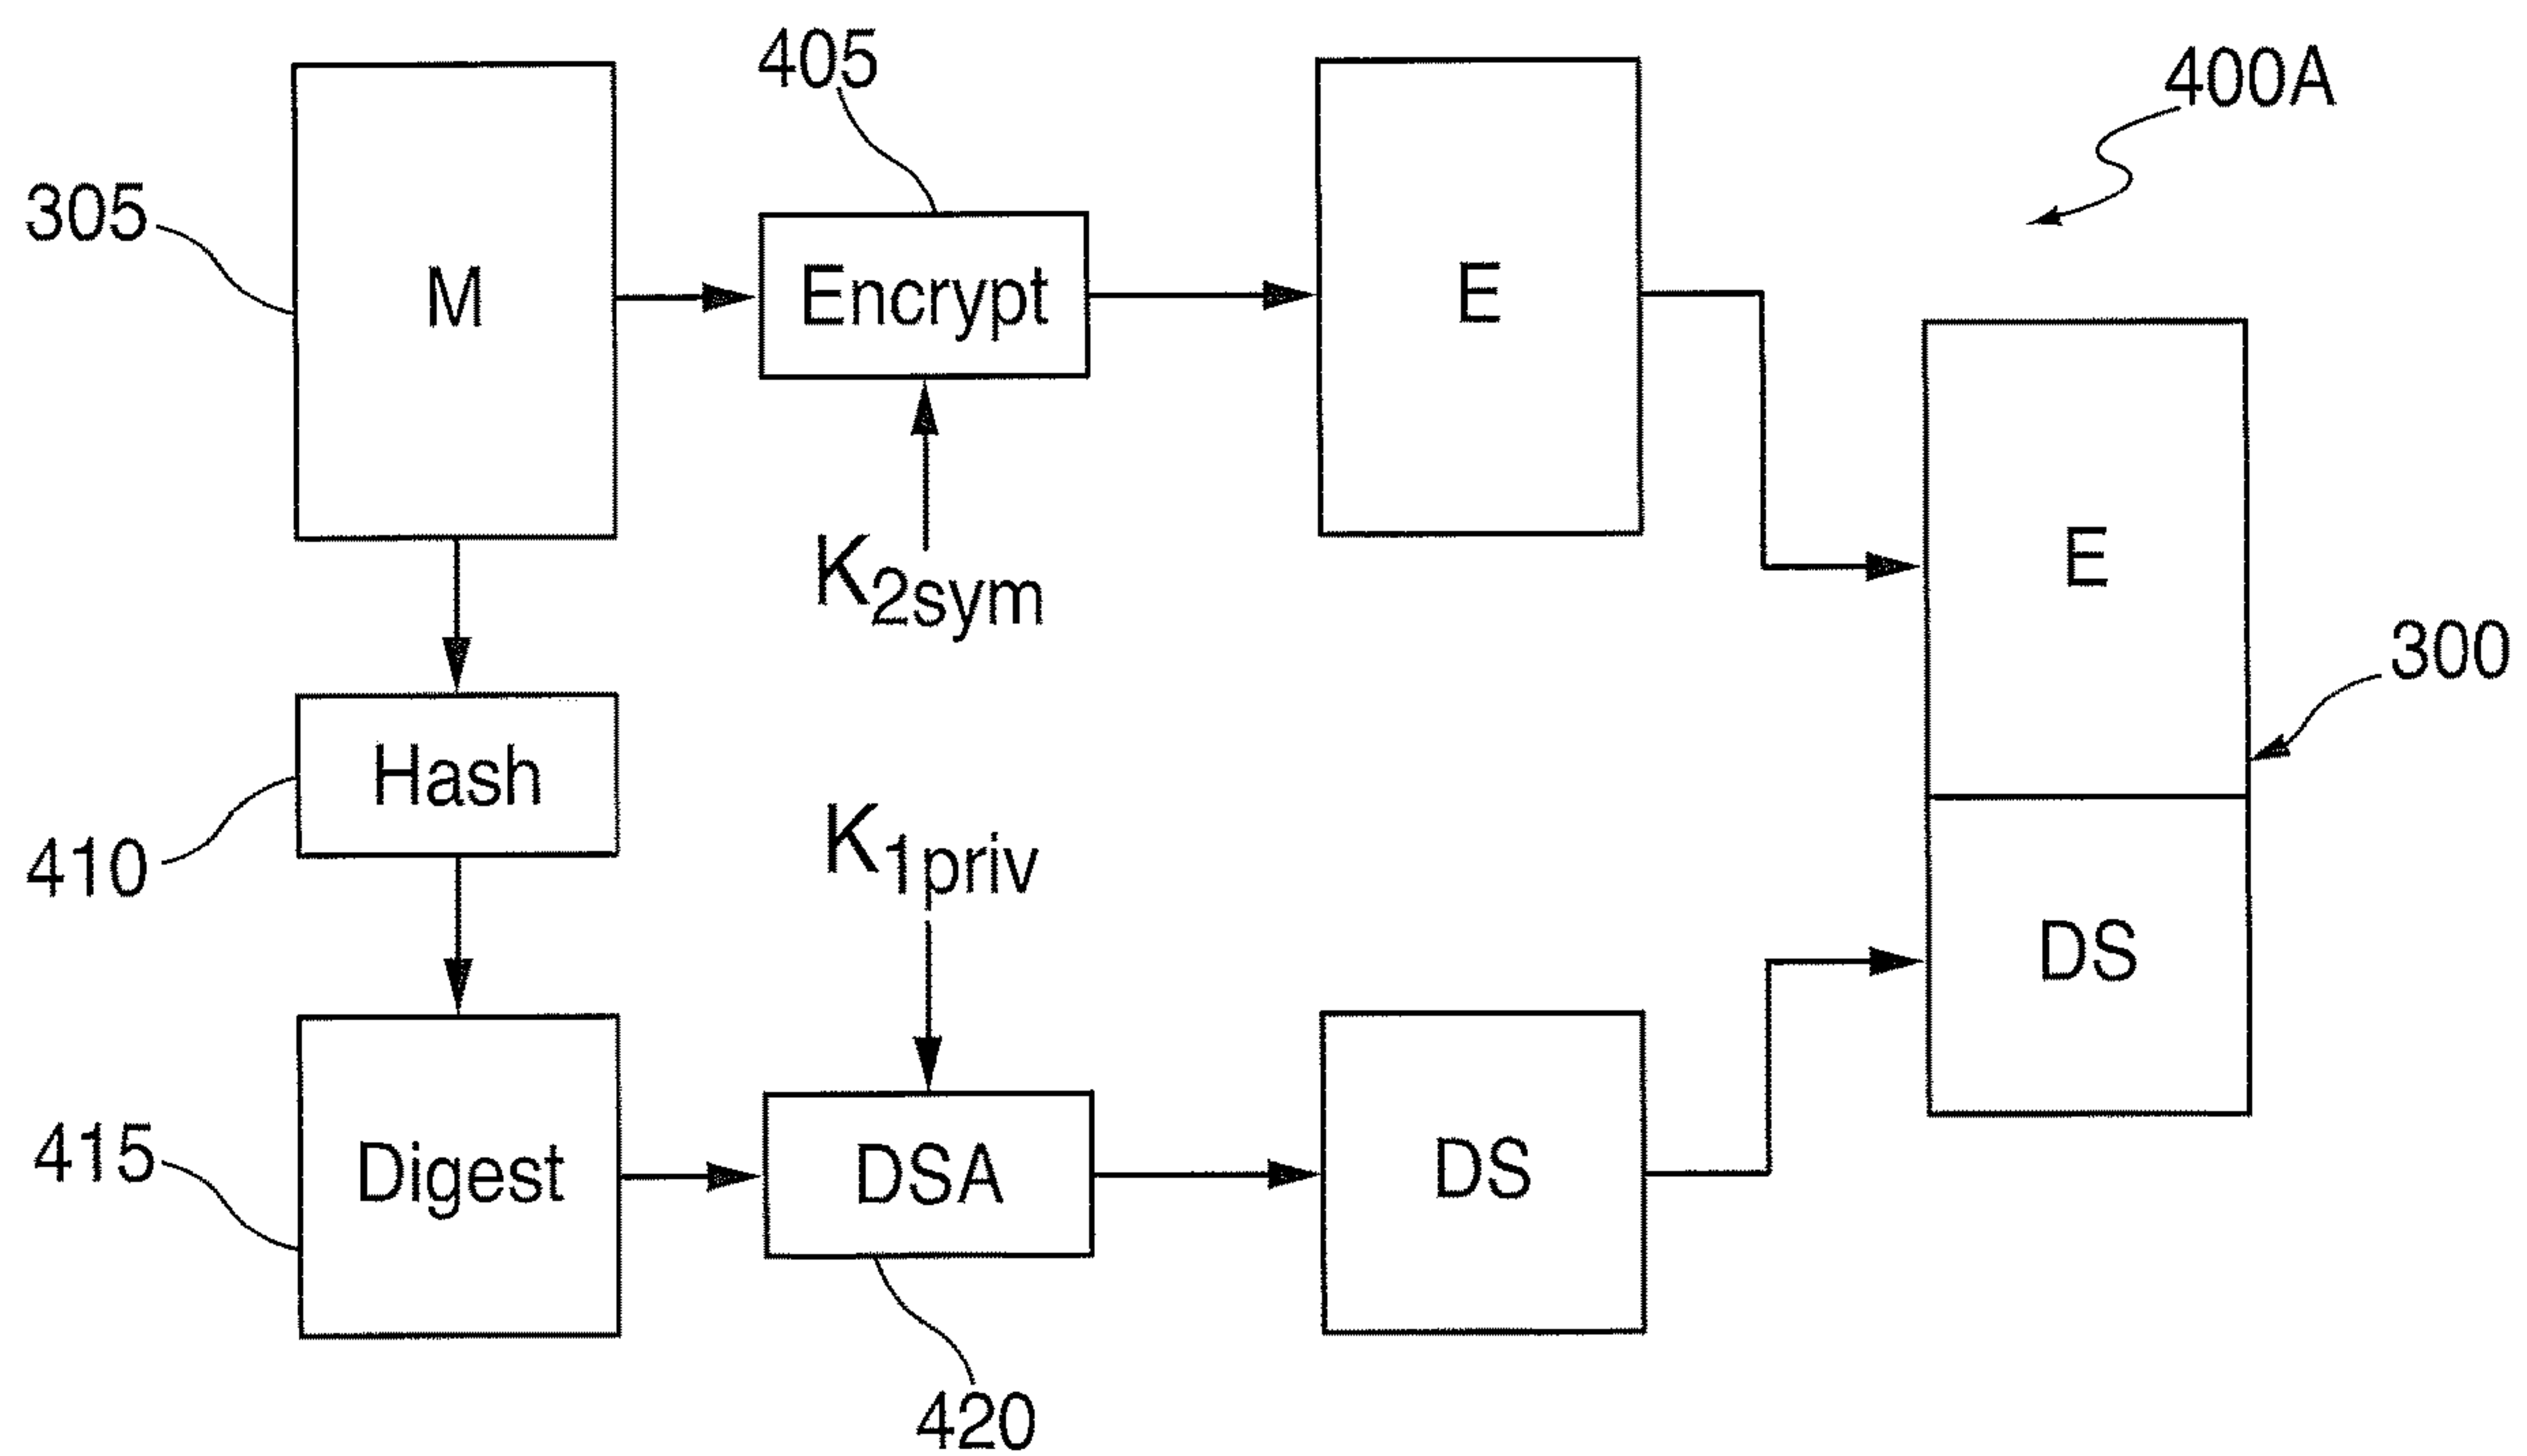 405
400A
305
M
Encrypt
E
K2sym
E
300
Hash
410
K1priv
DS
415
Digest
DSA
DS
420